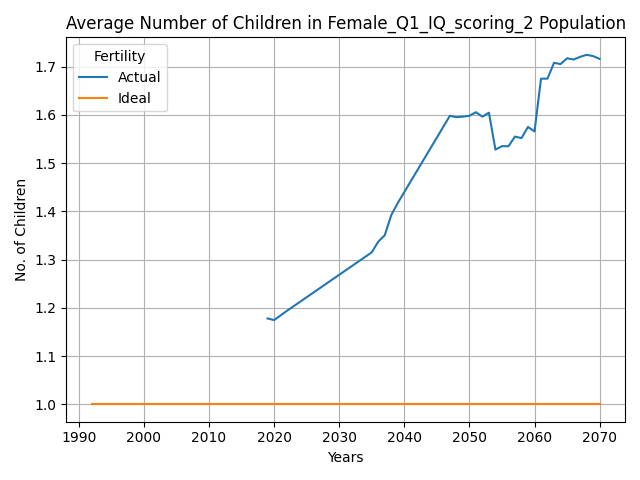 Average Number of Children in Female_Q1_IQ_scoring_2 Population
Fertility
Actual
Ideal
No. of Children
1.7
1.6
1.5
1.4
1.3
1.2
1.1
1.0
1990 2000 2010 2020 2030 2040 2050 2060 2070
Years